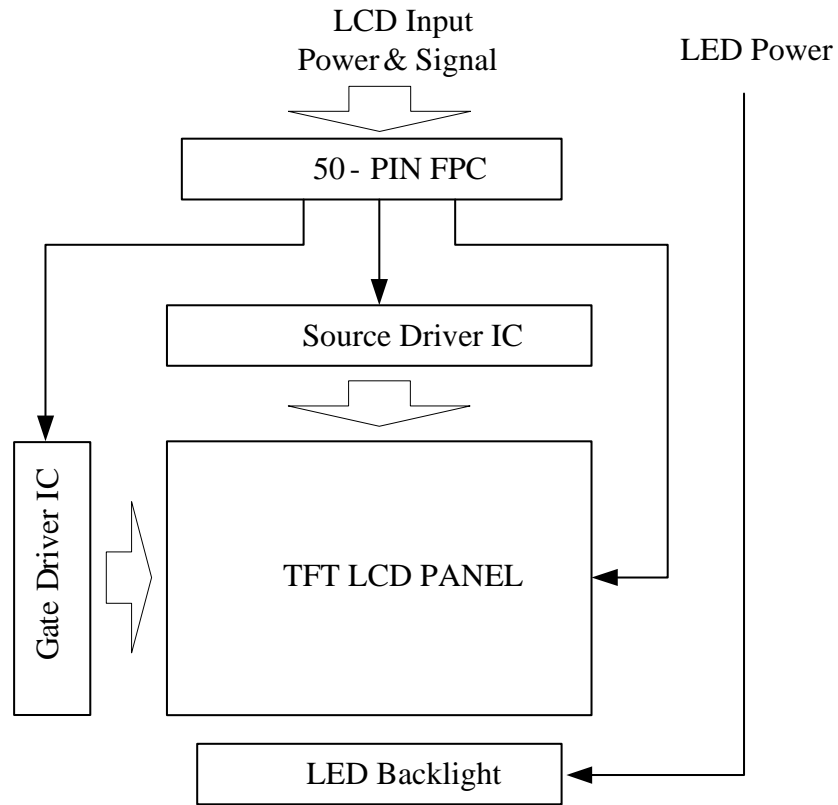 LCD Input
Power & Signal
LED Power
50 - PIN FPC
Source Driver IC
Gate Driver IC
TFT LCD PANEL
LED Backlight